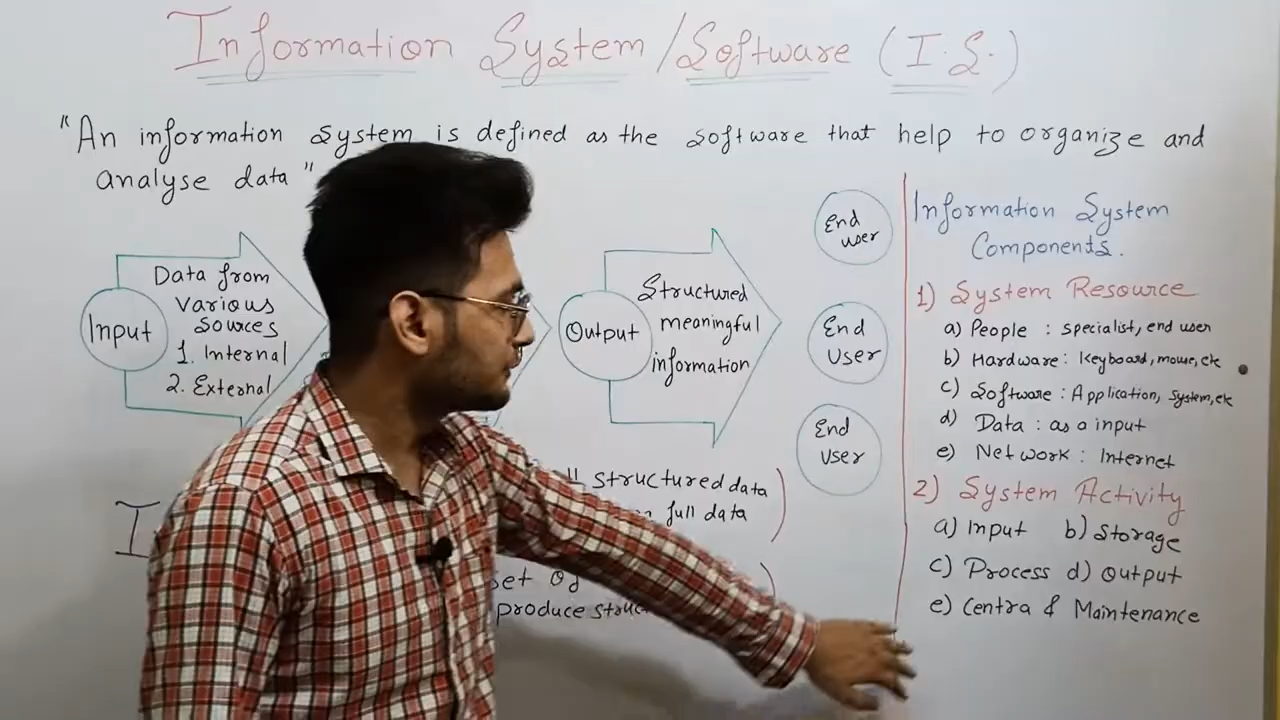 Information System/Software (I.S.)
"An information system is defined as the software that help to organize and
analyse data"
Input
Data from
various
sources
1. Internal
2. External
Output
Structured
meaningful
information
End
user
End
user
End
user
I
structured data
full data
set of
produce
Information System
Components.
1) System Resource
a) People : specialist, end user
b) Hardware : keyboard, mouse, etc
c) Software : Application, system, etc
d) Data : as a input
e) Network : Internet
2) System Activity
a) Input b) Storage
c) Process d) Output
e) Centra & Maintenance